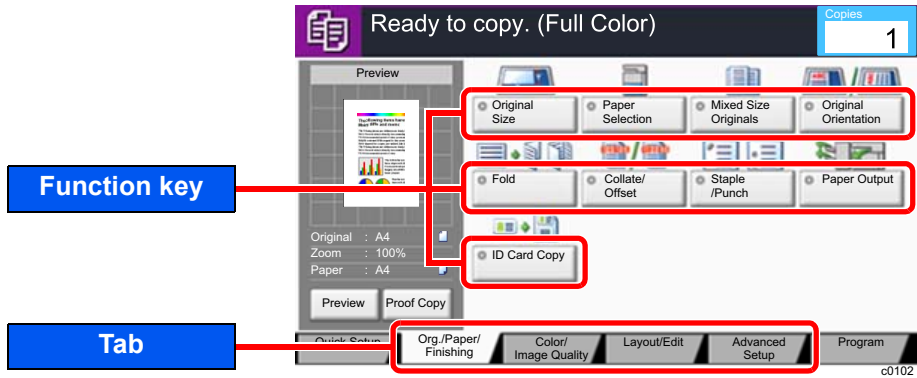 Ready to copy. (Full Color)
Copies
1
Preview
Original
Size
Paper
Selection
Mixed Size
Originals
Original
Orientation
Function key
Fold
Collate/
Offset
Staple
/Punch
Paper Output
Original : A4
Zoom : 100%
Paper : A4
ID Card Copy
Preview
Proof Copy
Tab
Quick Setup
Org./Paper/
Finishing
Color/
Image Quality
Layout/Edit
Advanced
Setup
Program
c0102